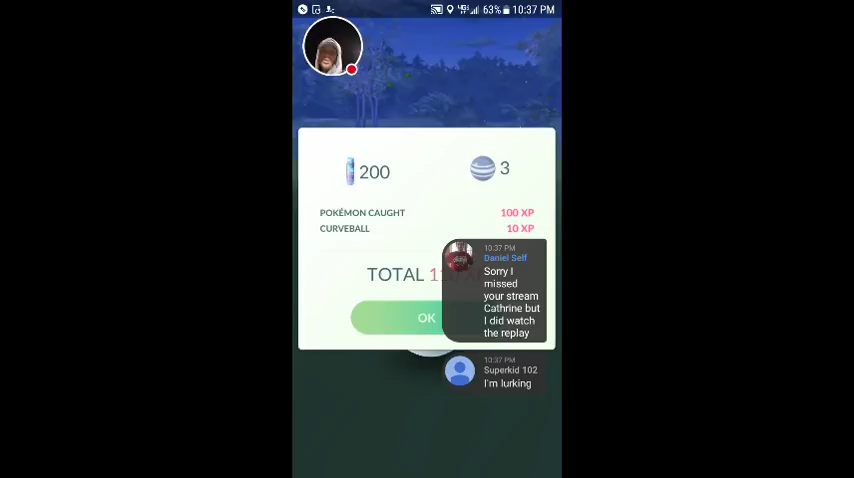 63% 10:37 PM
200
3
POKÉMON CAUGHT 100 XP
CURVEBALL 10 XP
TOTAL
OK
10:37 PM
Daniel Self
Sorry I
missed
your stream
Cathrine but
I did watch
the replay
10:37 PM
Superkid 102
I'm lurking